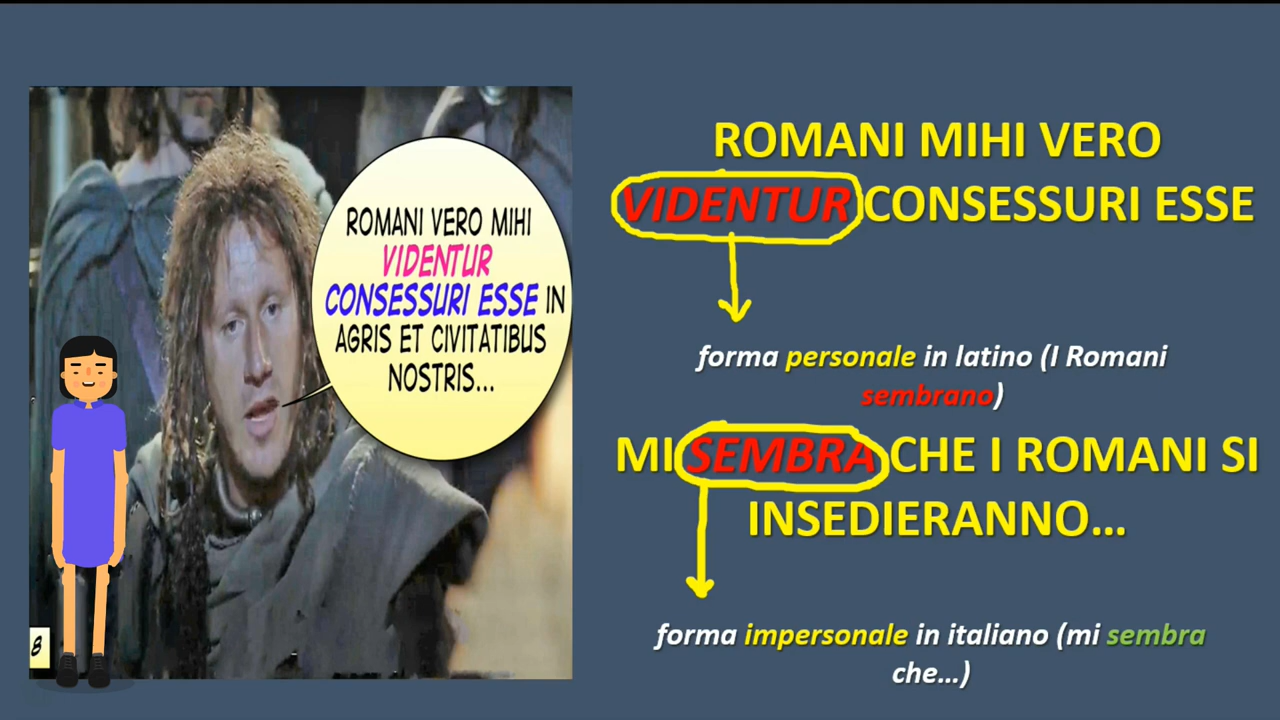 ROMANI VERO MIHI
VIDENTUR
CONSESSURI ESSE IN
AGRIS ET CIVITATIBUS
NOSTRIS...
8
ROMANI MIHI VERO
VIDENTUR CONSESSURI ESSE
forma personale in latino (I Romani
sembrano)
MI SEMBRA CHE I ROMANI SI
INSEDIERANNO...
forma impersonale in italiano (mi sembra
che...)